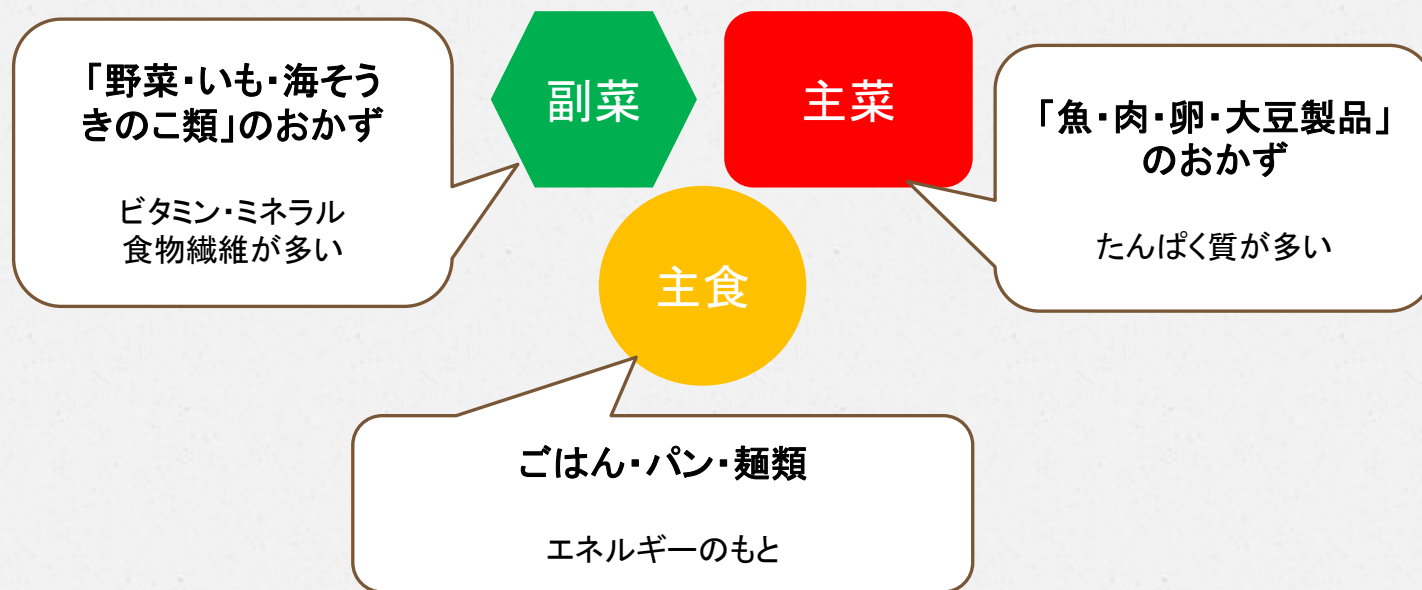 「野菜・いも・海そう
きのこ類」のおかず
ビタミン・ミネラル
食物繊維が多い
副菜
主菜
「魚・肉・卵・大豆製品」
のおかず
たんぱく質が多い
主食
ごはん・パン・麺類
エネルギーのもと